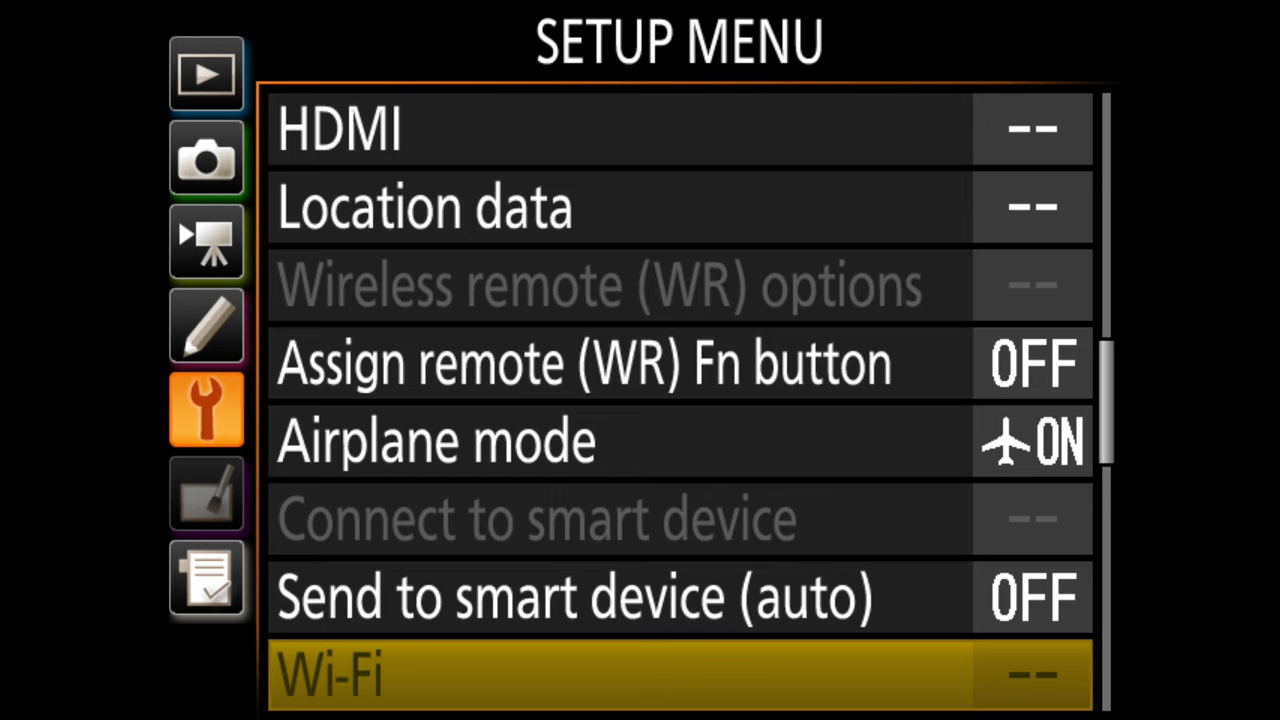 SETUP MENU
HDMI --
Location data --
Wireless remote (WR) options --
Assign remote (WR) Fn button OFF
Airplane mode ON
Connect to smart device --
Send to smart device (auto) OFF
Wi-Fi --